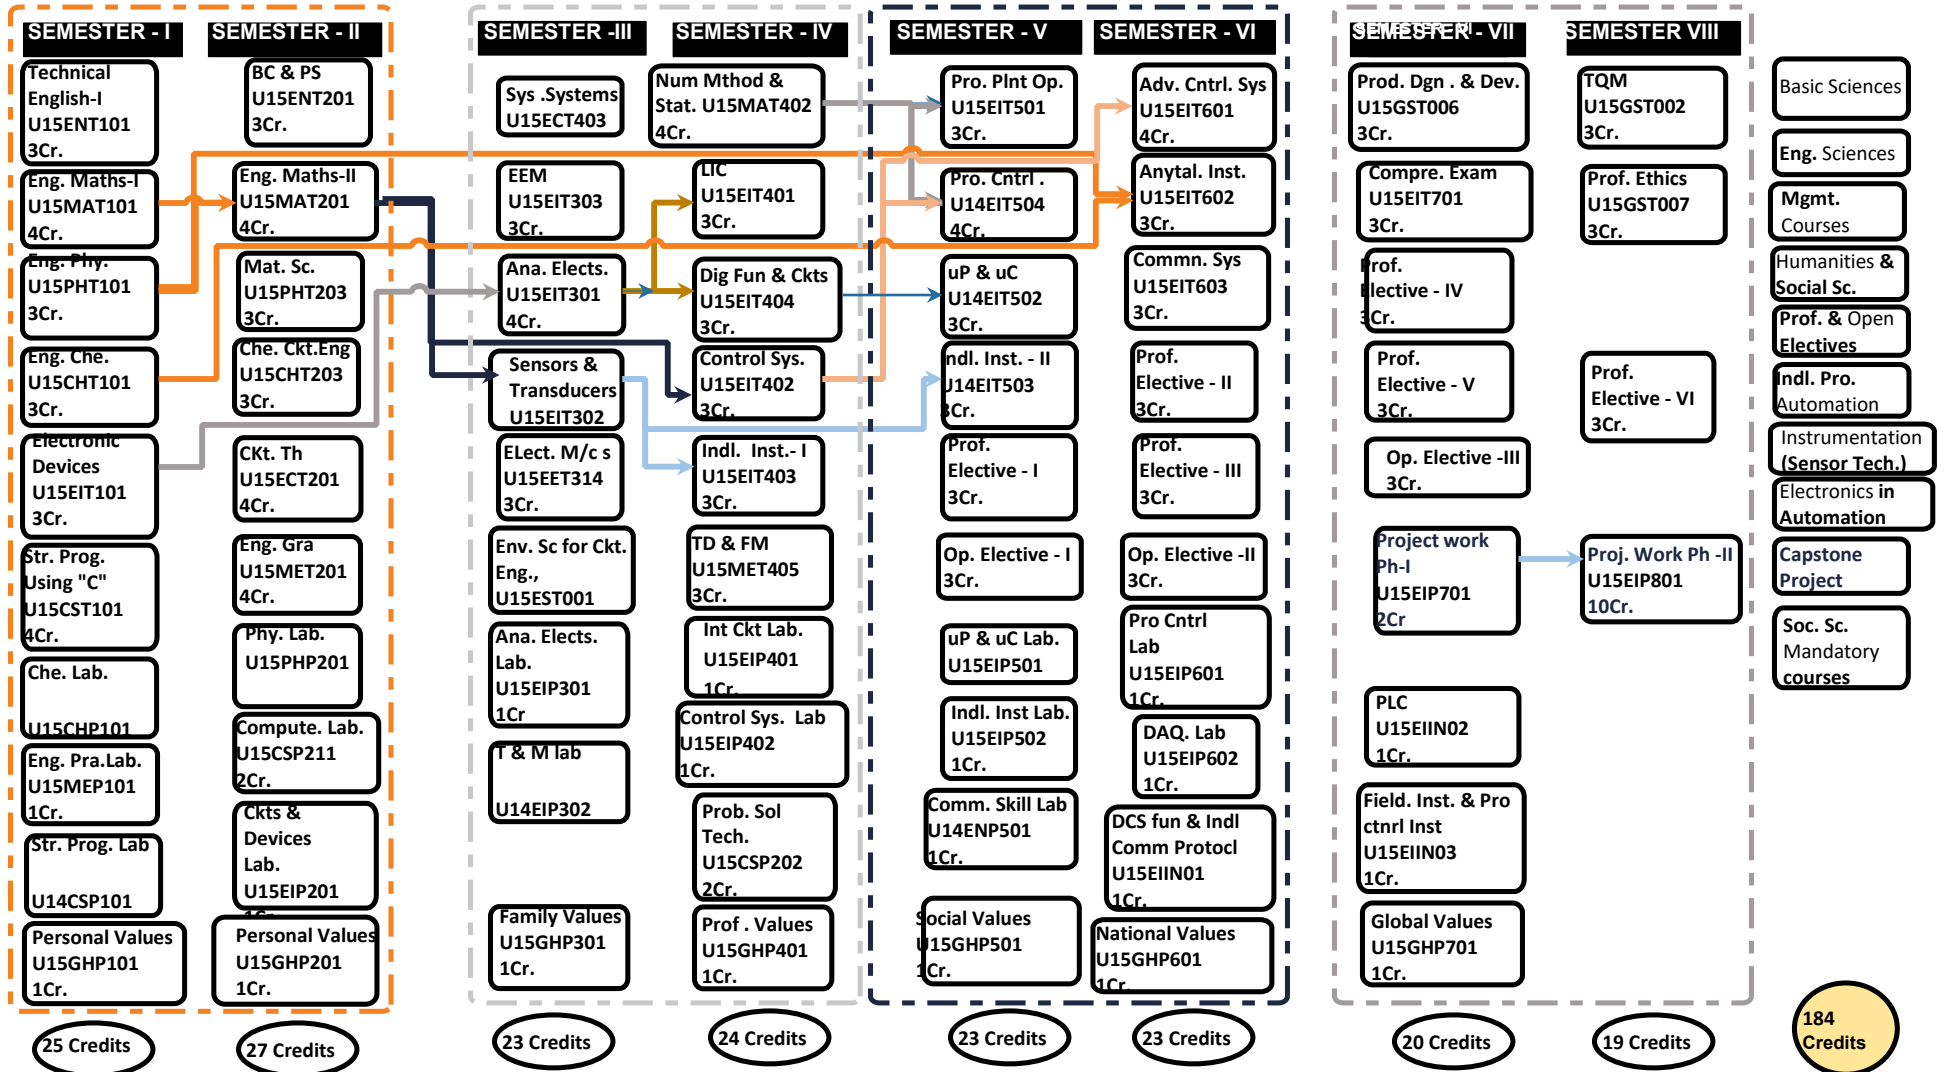 SEMESTER - I
Technical
English-I
U15ENT101
3Cr.
Eng. Maths-I
U15MAT101
4Cr.
Eng. Phy.
U15PHT101
3Cr.
Eng. Che.
U15CHT101
3Cr.
Electronic
Devices
U15EIT101
3Cr.
Str. Prog.
Using "C"
U15CST101
4Cr.
Che. Lab.
U15CHP101
Eng. Pra.Lab.
U15MEP101
1Cr.
Str. Prog. Lab
U14CSP101
Personal Values
U15GHP101
1Cr.
25 Credits
SEMESTER - II
BC & PS
U15ENT201
3Cr.
Eng. Maths-II
U15MAT201
4Cr.
Mat. Sc.
U15PHT203
3Cr.
Che. Ckt.Eng
U15CHT203
3Cr.
CKt. Th
U15ECT201
4Cr.
Eng. Gra
U15MET201
4Cr.
Phy. Lab.
U15PHP201
Compute. Lab.
U15CSP211
2Cr.
Ckts &
Devices
Lab.
U15EIP201
1Cr.
Personal Values
U15GHP201
1Cr.
27 Credits
SEMESTER -III
Sys .Systems
U15ECT403
EEM
U15EIT303
3Cr.
Ana. Elects.
U15EIT301
4Cr.
Sensors &
Transducers
U15EIT302
ELect. M/c s
U15EET314
3Cr.
Env. Sc for Ckt.
Eng.,
U15EST001
Ana. Elects.
Lab.
U15EIP301
1Cr
T & M lab
U14EIP302
Family Values
U15GHP301
1Cr.
23 Credits
SEMESTER - IV
Num Mthod &
Stat. U15MAT402
4Cr.
LIC
U15EIT401
3Cr.
Dig Fun & Ckts
U15EIT404
3Cr.
Control Sys.
U15EIT402
3Cr.
Indl. Inst.- I
U15EIT403
3Cr.
TD & FM
U15MET405
3Cr.
Int Ckt Lab.
U15EIP401
1Cr.
Control Sys. Lab
U15EIP402
1Cr.
Prob. Sol
Tech.
U15CSP202
2Cr.
Prof . Values
U15GHP401
1Cr.
24 Credits
SEMESTER - V
Pro. Plnt Op.
U15EIT501
3Cr.
Pro. Cntrl .
U14EIT504
4Cr.
uP & uC
U14EIT502
3Cr.
Indl. Inst. - II
U14EIT503
3Cr.
Prof.
Elective - I
3Cr.
Op. Elective - I
3Cr.
uP & uC Lab.
U15EIP501
Indl. Inst Lab.
U15EIP502
1Cr.
Comm. Skill Lab
U14ENP501
1Cr.
Social Values
U15GHP501
1Cr.
23 Credits
SEMESTER - VI
Adv. Cntrl. Sys
U15EIT601
4Cr.
Anytal. Inst.
U15EIT602
3Cr.
Commn. Sys
U15EIT603
3Cr.
Prof.
Elective - II
3Cr.
Prof.
Elective - III
3Cr.
Op. Elective -II
3Cr.
Pro Cntrl
Lab
U15EIP601
1Cr.
DAQ. Lab
U15EIP602
1Cr.
DCS fun & Indl
Comm Protocl
U15EIIN01
1Cr.
National Values
U15GHP601
1Cr.
23 Credits
SEMESTER - VII
Prod. Dgn . & Dev.
U15GST006
3Cr.
Compre. Exam
U15EIT701
3Cr.
Prof.
Elective - IV
3Cr.
Prof.
Elective - V
3Cr.
Op. Elective -III
3Cr.
Project work
Ph-I
U15EIP701
2Cr
PLC
U15EIIN02
1Cr.
Field. Inst. & Pro
ctnrl Inst
U15EIIN03
1Cr.
Global Values
U15GHP701
1Cr.
20 Credits
SEMESTER VIII
TQM
U15GST002
3Cr.
Prof. Ethics
U15GST007
3Cr.
Prof.
Elective - VI
3Cr.
Proj. Work Ph -II
U15EIP801
10Cr.
19 Credits
Basic Sciences
Eng. Sciences
Mgmt.
Courses
Humanities &
Social Sc.
Prof. & Open
Electives
Indl. Pro.
Automation
Instrumentation
(Sensor Tech.)
Electronics in
Automation
Capstone
Project
Soc. Sc.
Mandatory
courses
184
Credits